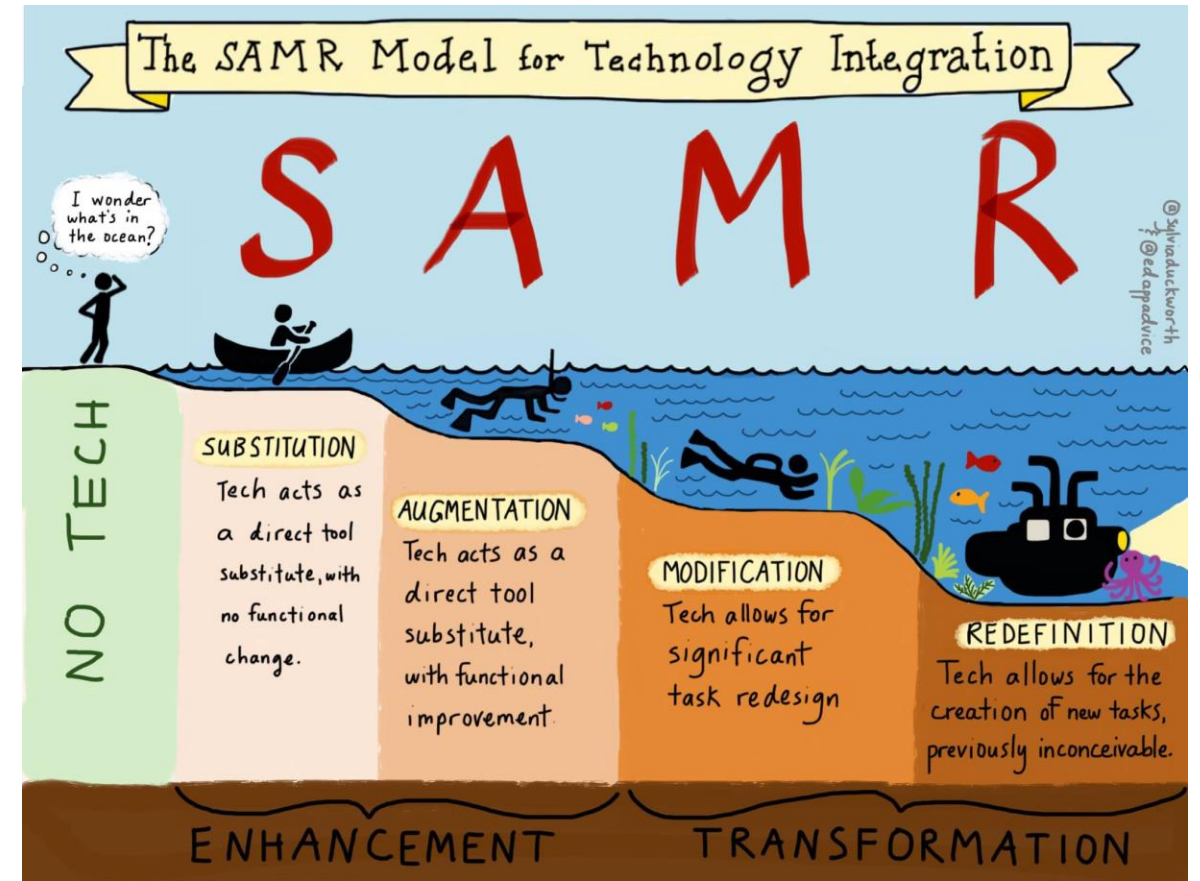 The SAMR Model for Technology Integration
S A M R
I wonder
what's in
the ocean?
@sylviaduckworth
& @edappadvice
NO TECH
SUBSTITUTION
Tech acts as
a direct tool
substitute, with
no functional
change.
AUGMENTATION
Tech acts as a
direct tool
substitute,
with functional
improvement.
MODIFICATION
Tech allows for
significant
task redesign
REDEFINITION
Tech allows for the
creation of new tasks,
previously inconceivable.
ENHANCEMENT
TRANSFORMATION